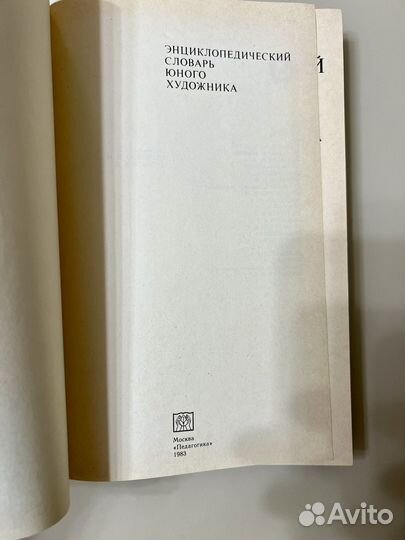 ЭНЦИКЛОПЕДИЧЕСКИЙ
СЛОВАРЬ
ЮНОГО
ХУДОЖНИКА
Й
Москва
«Педагогика»
1983
Avito